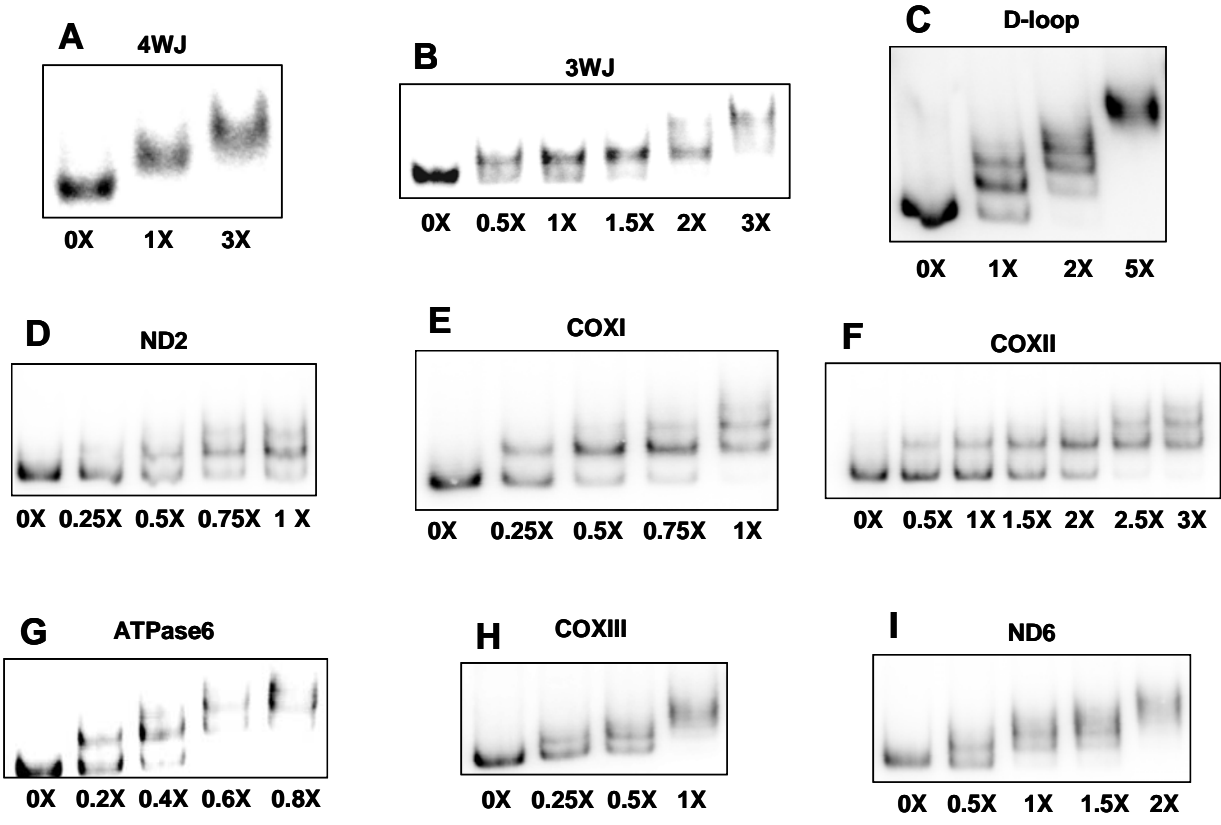 A
4WJ
0X 1X 3X
B
3WJ
0X 0.5X 1X 1.5X 2X 3X
C
D-loop
0X 1X 2X 5X
D
ND2
0X 0.25X 0.5X 0.75X 1 X
E
COXI
0X 0.25X 0.5X 0.75X 1X
F
COXII
0X 0.5X 1X 1.5X 2X 2.5X 3X
G
ATPase6
0X 0.2X 0.4X 0.6X 0.8X
H
COXIII
0X 0.25X 0.5X 1X
I
ND6
0X 0.5X 1X 1.5X 2X